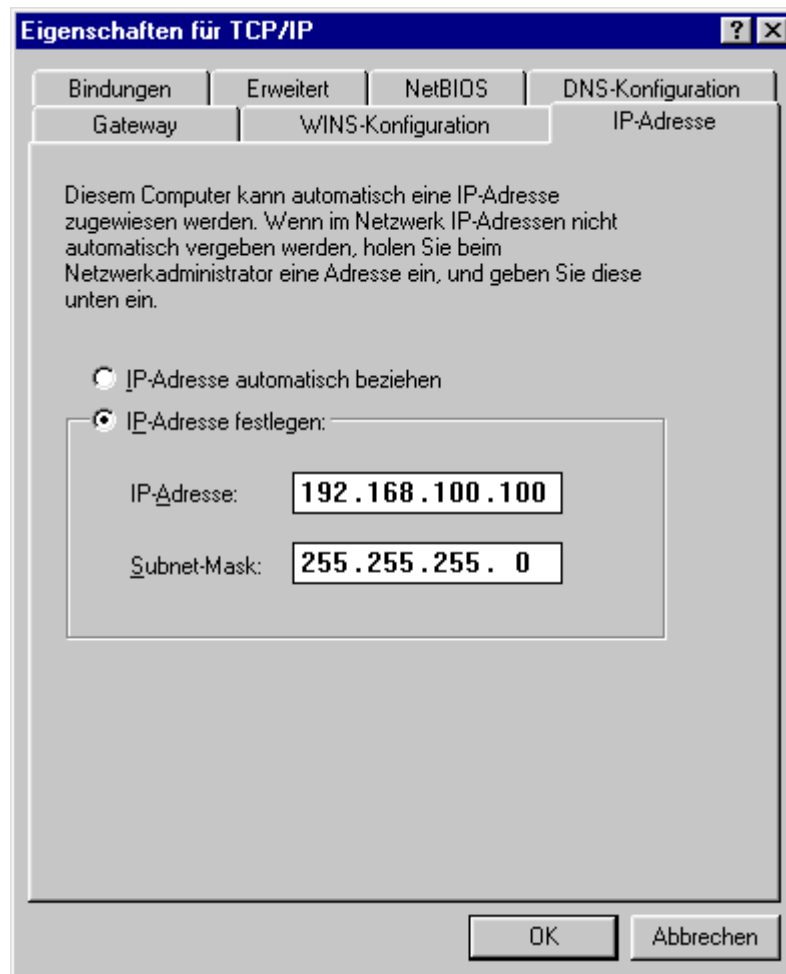 Eigenschaften für TCP/IP
Bindungen Erweitert NetBIOS DNS-Konfiguration
Gateway WINS-Konfiguration IP-Adresse
Diesem Computer kann automatisch eine IP-Adresse
zugewiesen werden. Wenn im Netzwerk IP-Adressen nicht
automatisch vergeben werden, holen Sie beim
Netzwerkadministrator eine Adresse ein, und geben Sie diese
unten ein.
IP-Adresse automatisch beziehen
IP-Adresse festlegen:
IP-Adresse: 192.168.100.100
Subnet-Mask: 255.255.255. 0
OK Abbrechen